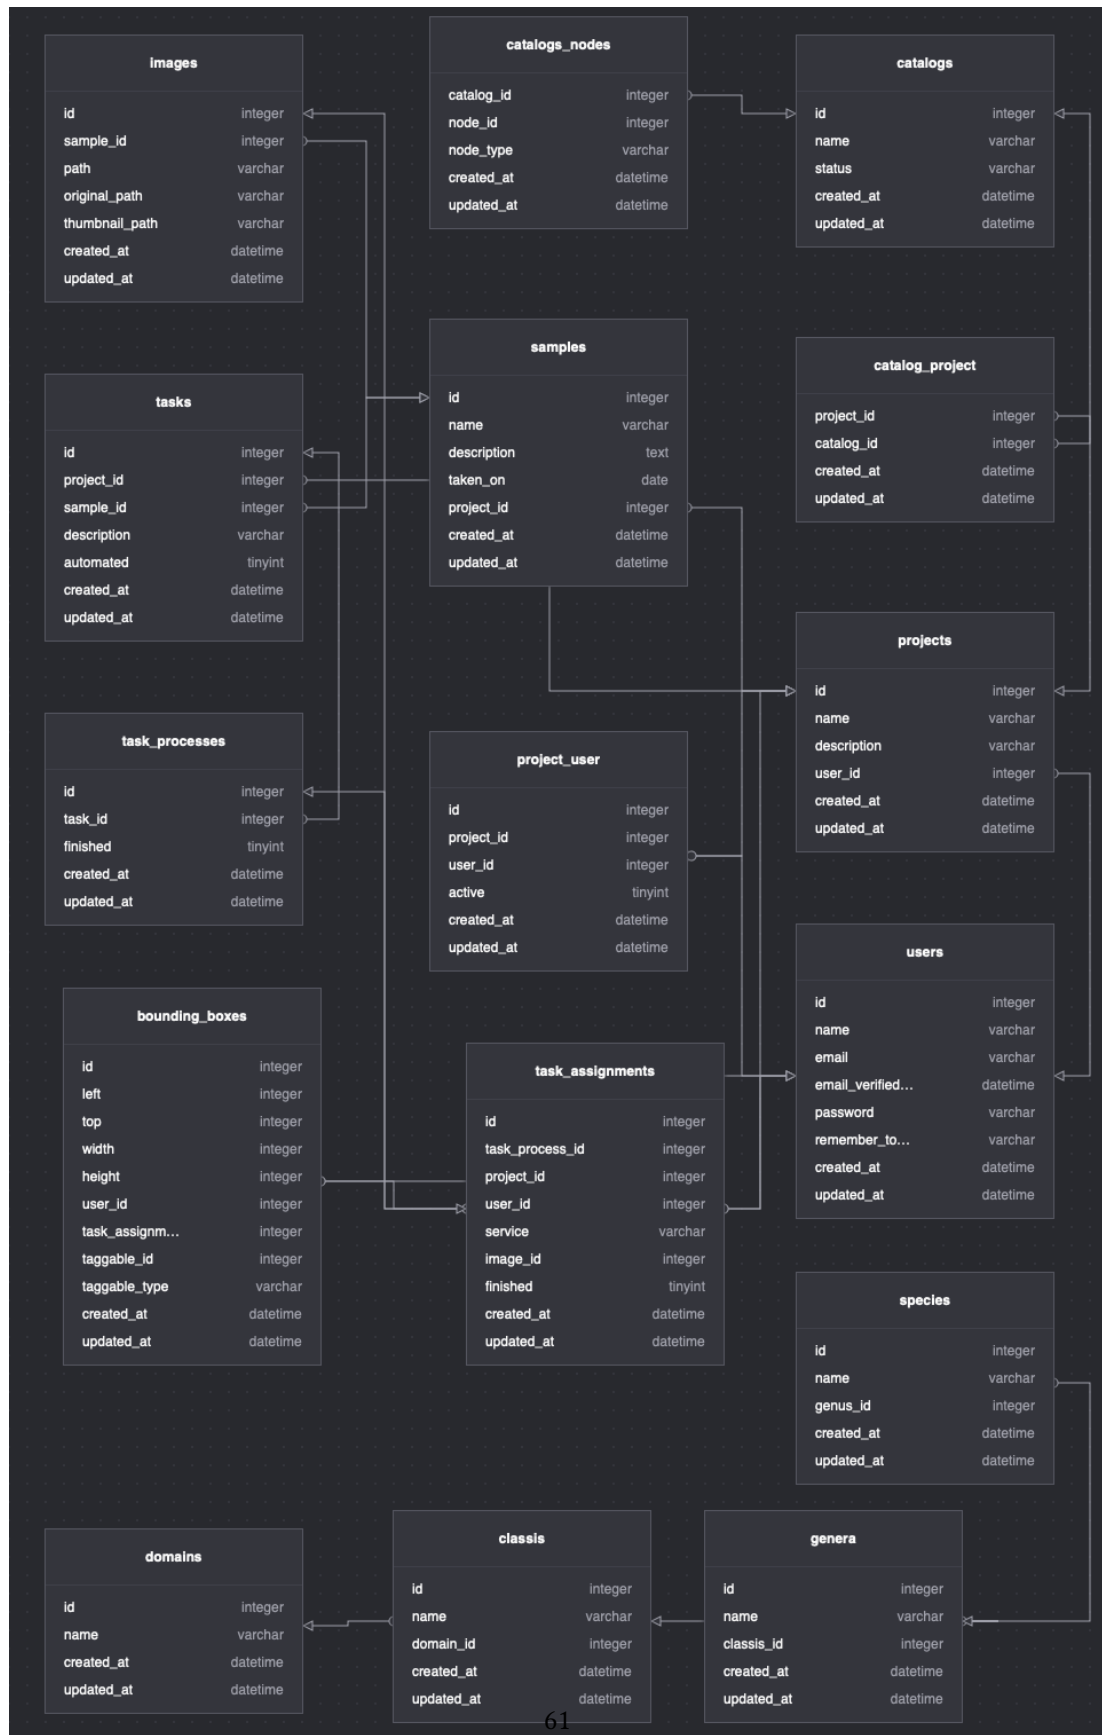 images
id integer
sample_id integer
path varchar
original_path varchar
thumbnail_path varchar
created_at datetime
updated_at datetime
catalogs_nodes
catalog_id integer
node_id integer
node_type varchar
created_at datetime
updated_at datetime
catalogs
id integer
name varchar
status varchar
created_at datetime
updated_at datetime
tasks
id integer
project_id integer
sample_id integer
description varchar
automated tinyint
created_at datetime
updated_at datetime
samples
id integer
name varchar
description text
taken_on date
project_id integer
created_at datetime
updated_at datetime
catalog_project
project_id integer
catalog_id integer
created_at datetime
updated_at datetime
task_processes
id integer
task_id integer
finished tinyint
created_at datetime
updated_at datetime
project_user
id integer
project_id integer
user_id integer
active tinyint
created_at datetime
updated_at datetime
projects
id integer
name varchar
description varchar
user_id integer
created_at datetime
updated_at datetime
bounding_boxes
id integer
left integer
top integer
width integer
height integer
user_id integer
task_assignm... integer
taggable_id integer
taggable_type varchar
created_at datetime
updated_at datetime
task_assignments
id integer
task_process_id integer
project_id integer
user_id integer
service varchar
image_id integer
finished tinyint
created_at datetime
updated_at datetime
users
id integer
name varchar
email varchar
email_verified... datetime
password varchar
remember_to... varchar
created_at datetime
updated_at datetime
species
id integer
name varchar
genus_id integer
created_at datetime
updated_at datetime
domains
id integer
name varchar
created_at datetime
updated_at datetime
classis
id integer
name varchar
domain_id integer
created_at datetime
updated_at datetime
genera
id integer
name varchar
classis_id integer
created_at datetime
updated_at datetime
61